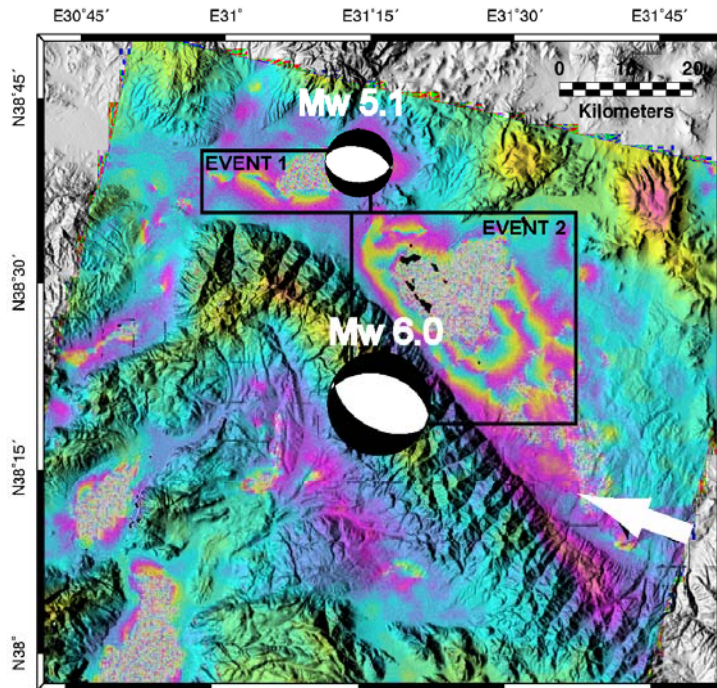 E30°45' E31° E31°15' E31°30' E31°45'
N38°45'
0 10 20
Kilometers
Mw 5.1
EVENT 1
EVENT 2
N38°30'
Mw 6.0
N38°15'
N38°